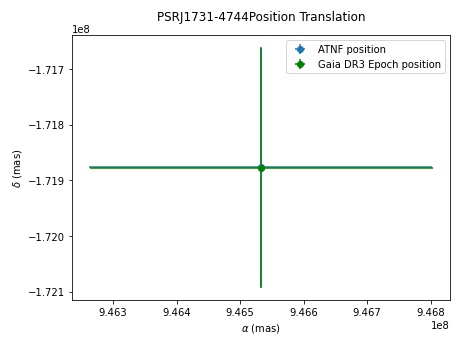 PSRJ1731-4744Position Translation
1e8
ATNF position
Gaia DR3 Epoch position
−1.717
−1.718
−1.719
−1.720
−1.721
δ (mas)
9.463
9.464
9.465
9.466
9.467
9.468
1e8
α (mas)